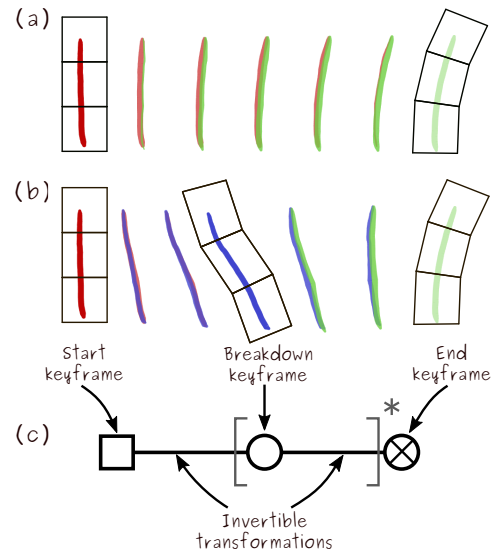 (a)
(b)
Start
keyframe
Breakdown
keyframe
End
keyframe
(c)
*
Invertible
transformations